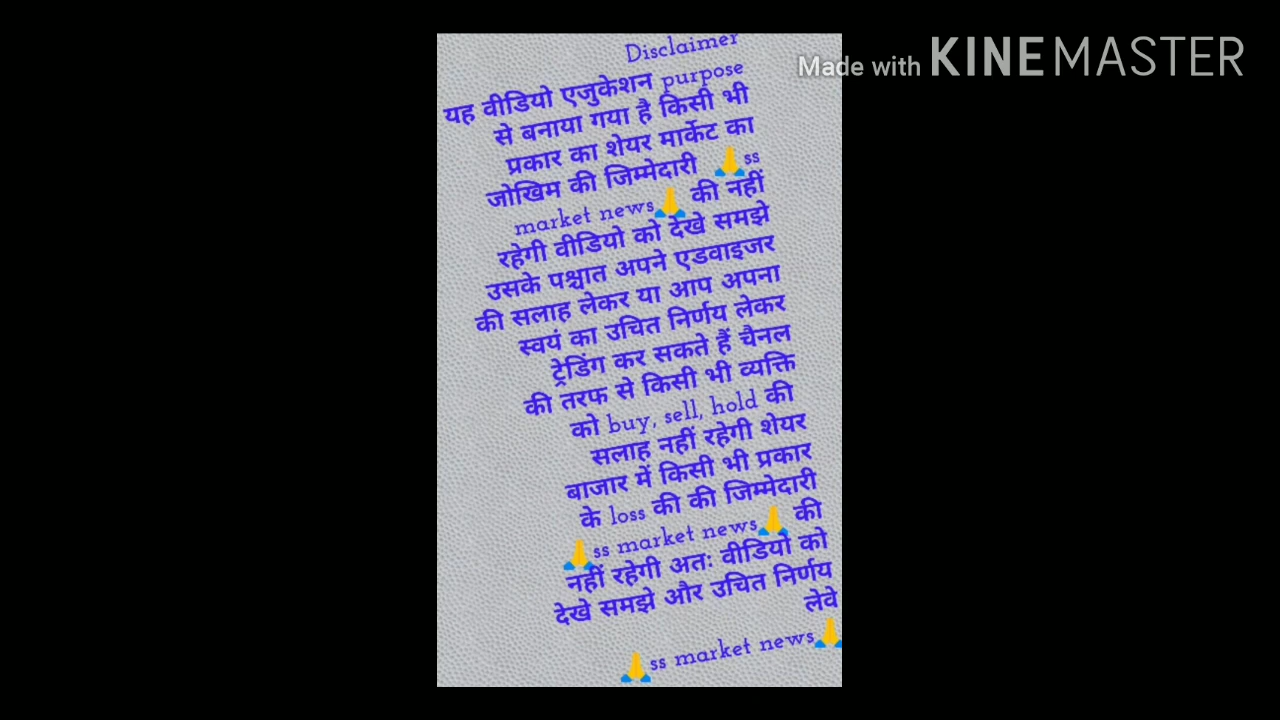 Disclaimer
Made with KINEMASTER
यह वीडियो एजुकेशन purpose
से बनाया गया है किसी भी
प्रकार का शेयर मार्केट का
जोखिम की जिम्मेदारी 🙏ss
market news🙏 की नहीं
रहेगी वीडियो को देखे समझे
उसके पश्चात अपने एडवाइजर
की सलाह लेकर या आप अपना
स्वयं का उचित निर्णय लेकर
ट्रेडिंग कर सकते हैं चैनल
की तरफ से किसी भी व्यक्ति
को buy, sell, hold की
सलाह नहीं रहेगी शेयर
बाजार में किसी भी प्रकार
के loss की की जिम्मेदारी
🙏ss market news🙏 की
नहीं रहेगी अतः वीडियो को
देखे समझे और उचित निर्णय
लेवे
🙏ss market news🙏